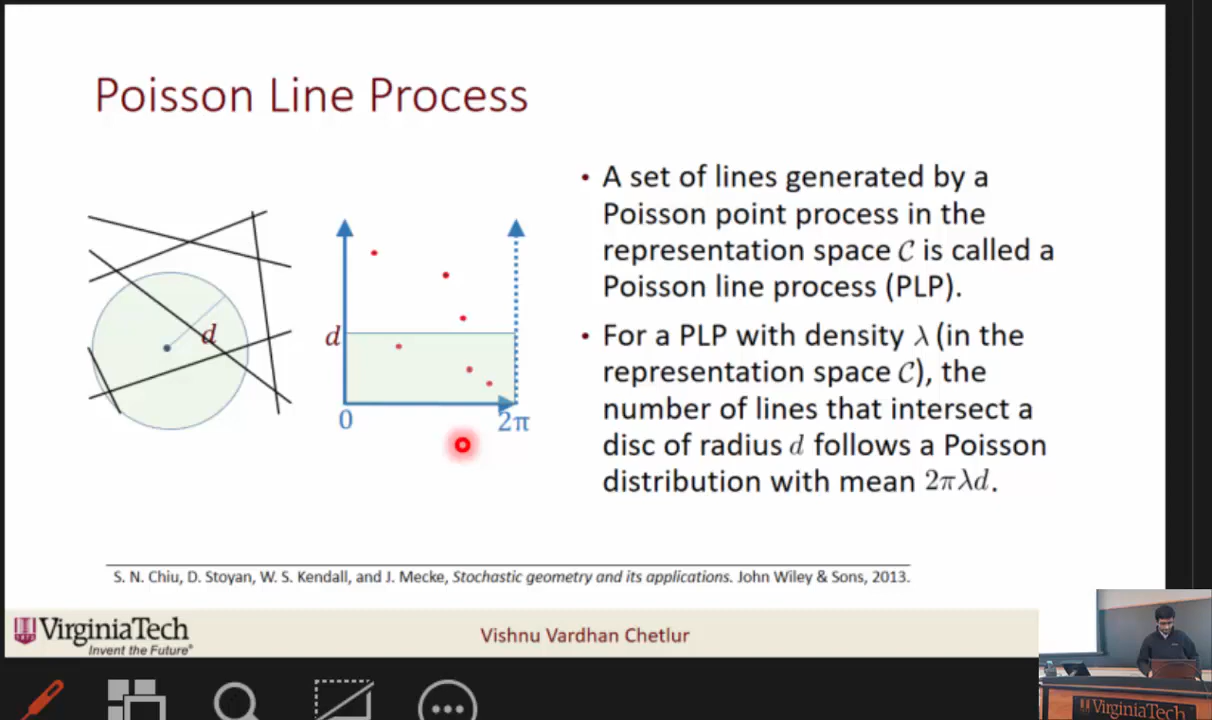 Poisson Line Process
d
d
0
2π
• A set of lines generated by a
Poisson point process in the
representation space 𝒞 is called a
Poisson line process (PLP).
• For a PLP with density λ (in the
representation space 𝒞), the
number of lines that intersect a
disc of radius d follows a Poisson
distribution with mean 2πλd.
S. N. Chiu, D. Stoyan, W. S. Kendall, and J. Mecke, Stochastic geometry and its applications. John Wiley & Sons, 2013.
VirginiaTech
Invent the Future®
Vishnu Vardhan Chetlur
VirginiaTech